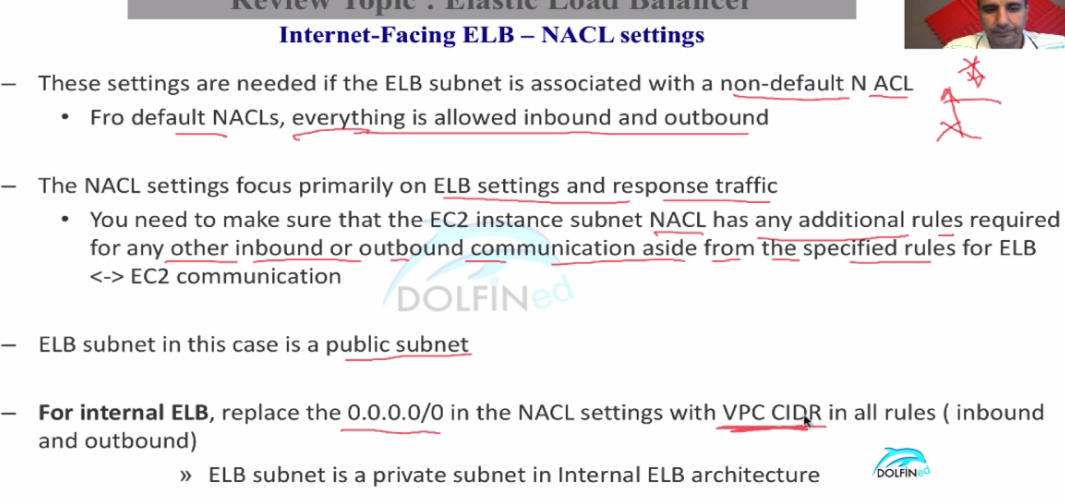 Review Topic : Elastic Load Balancer
Internet-Facing ELB – NACL settings
– These settings are needed if the ELB subnet is associated with a non-default N ACL
• Fro default NACLs, everything is allowed inbound and outbound
– The NACL settings focus primarily on ELB settings and response traffic
• You need to make sure that the EC2 instance subnet NACL has any additional rules required
for any other inbound or outbound communication aside from the specified rules for ELB
<-> EC2 communication
DOLFINed
– ELB subnet in this case is a public subnet
– For internal ELB, replace the 0.0.0.0/0 in the NACL settings with VPC CIDR in all rules ( inbound
and outbound)
» ELB subnet is a private subnet in Internal ELB architecture
DOLFINed